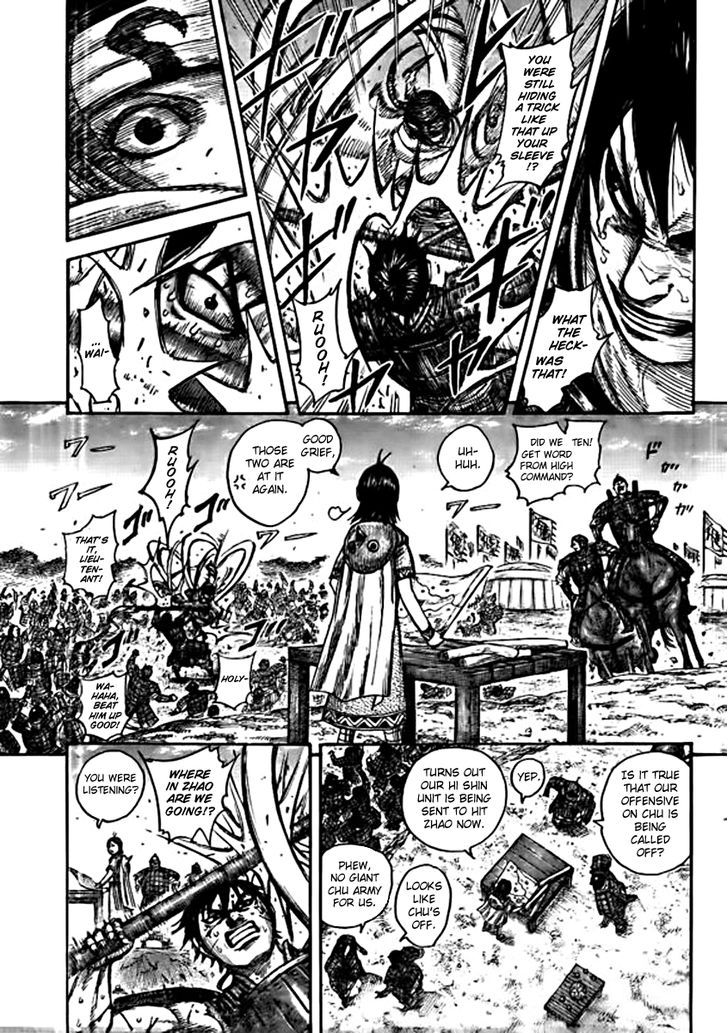 YOU
WERE
STILL
HIDING
A TRICK
LIKE
THAT UP
YOUR
SLEEVE
!?
WHAT
THE
HECK-
WAS
THAT!
RUOOH!
WAI-
DID WE TEN!
GET WORD
FROM HIGH
COMMAND?
UH-
HUH.
GOOD
GRIEF,
THOSE
TWO ARE
AT IT
AGAIN.
RUOOH!
THAT'S
IT,
LIEU-
TEN-
ANT!
HOLY-
WA-
HAHA,
BEAT
HIM UP
GOOD!
IS IT TRUE
THAT OUR
OFFENSIVE
ON CHU IS
BEING
CALLED
OFF?
YEP.
TURNS OUT
OUR HI SHIN
UNIT IS BEING
SENT TO HIT
ZHAO NOW.
LOOKS
LIKE
CHU'S
OFF.
PHEW,
NO GIANT
CHU ARMY
FOR US.
WHERE
IN ZHAO
ARE WE
GOING!?
YOU WERE
LISTENING?